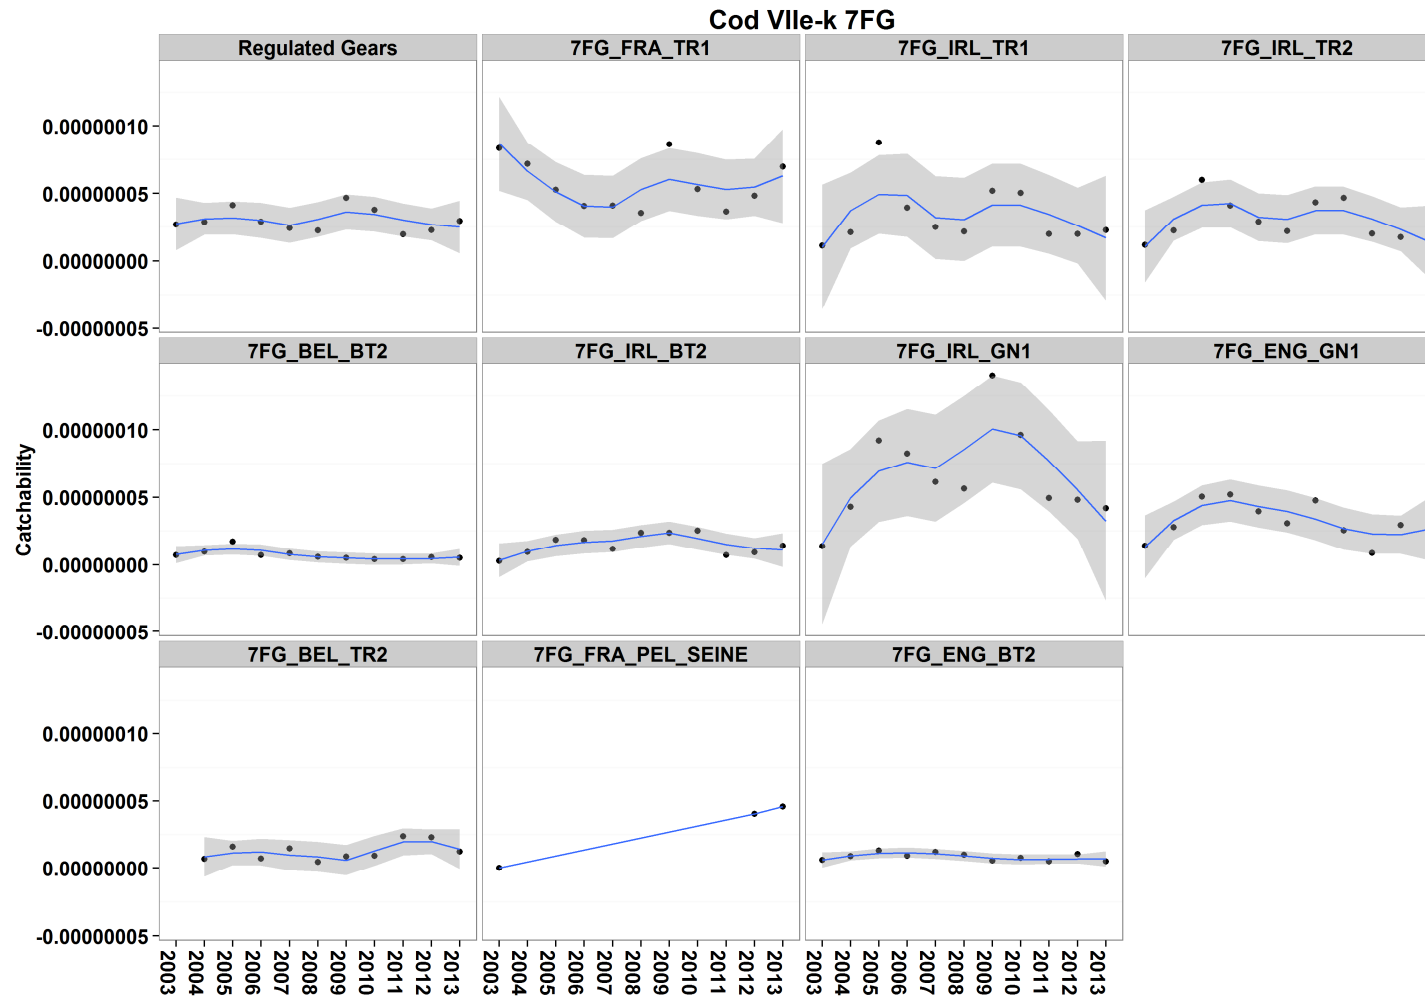 Cod VIIe-k 7FG
Regulated Gears
7FG_FRA_TR1
7FG_IRL_TR1
7FG_IRL_TR2
0.00000010
0.00000005
0.00000000
-0.00000005
7FG_BEL_BT2
7FG_IRL_BT2
7FG_IRL_GN1
7FG_ENG_GN1
Catchability
0.00000010
0.00000005
0.00000000
-0.00000005
7FG_BEL_TR2
7FG_FRA_PEL_SEINE
7FG_ENG_BT2
0.00000010
0.00000005
0.00000000
-0.00000005
2003 2004 2005 2006 2007 2008 2009 2010 2011 2012 2013
2003 2004 2005 2006 2007 2008 2009 2010 2011 2012 2013
2003 2004 2005 2006 2007 2008 2009 2010 2011 2012 2013